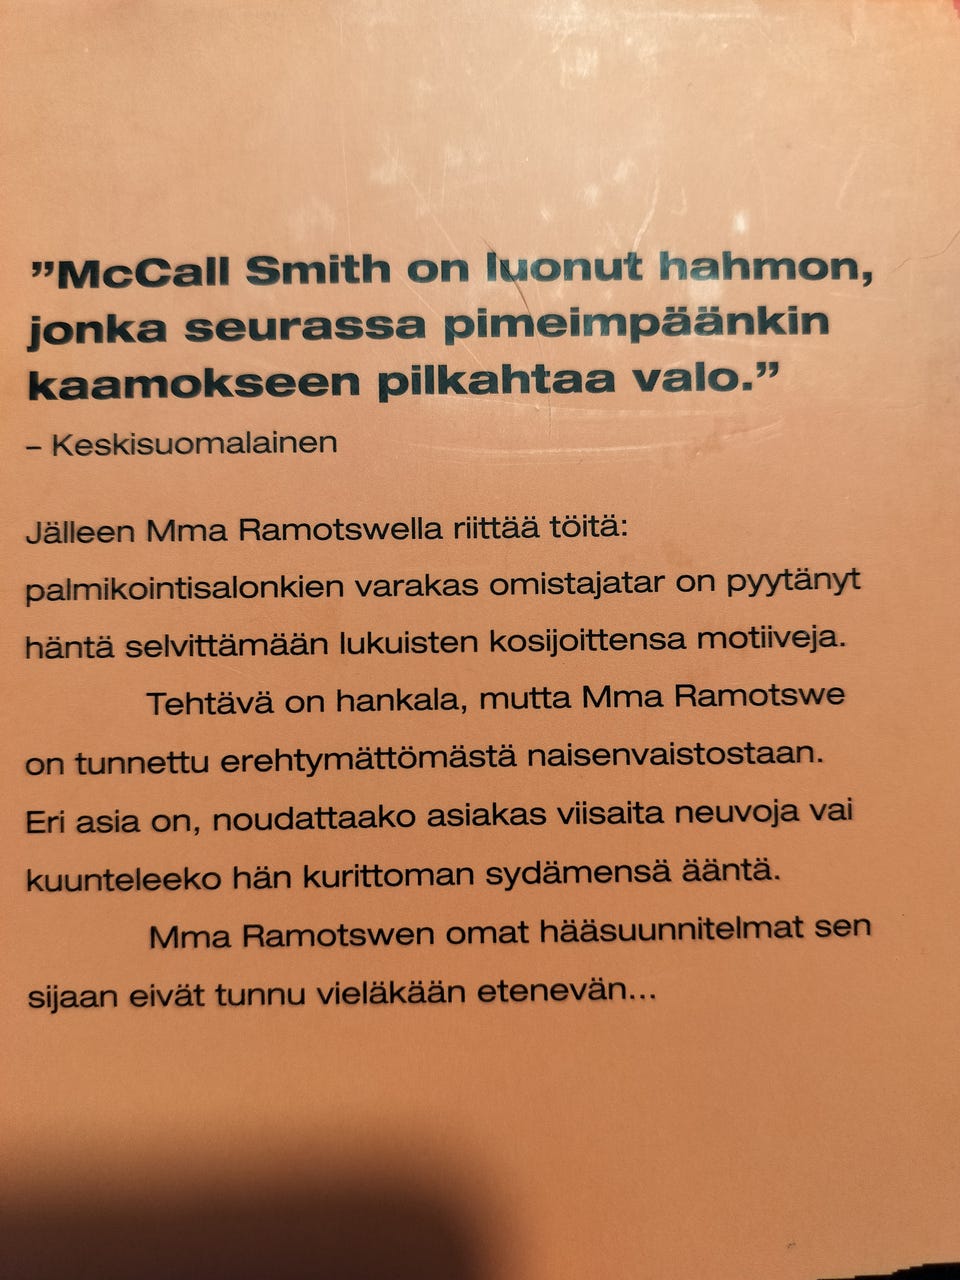 ”McCall Smith on luonut hahmon,
jonka seurassa pimeimpäänkin
kaamokseen pilkahtaa valo.”
– Keskisuomalainen
Jälleen Mma Ramotswella riittää töitä:
palmikointisalonkien varakas omistajatar on pyytänyt
häntä selvittämään lukuisten kosijoittensa motiiveja.
Tehtävä on hankala, mutta Mma Ramotswe
on tunnettu erehtymättömästä naisenvaistostaan.
Eri asia on, noudattaako asiakas viisaita neuvoja vai
kuunteleeko hän kurittoman sydämensä ääntä.
Mma Ramotswen omat hääsuunnitelmat sen
sijaan eivät tunnu vieläkään etenevän...